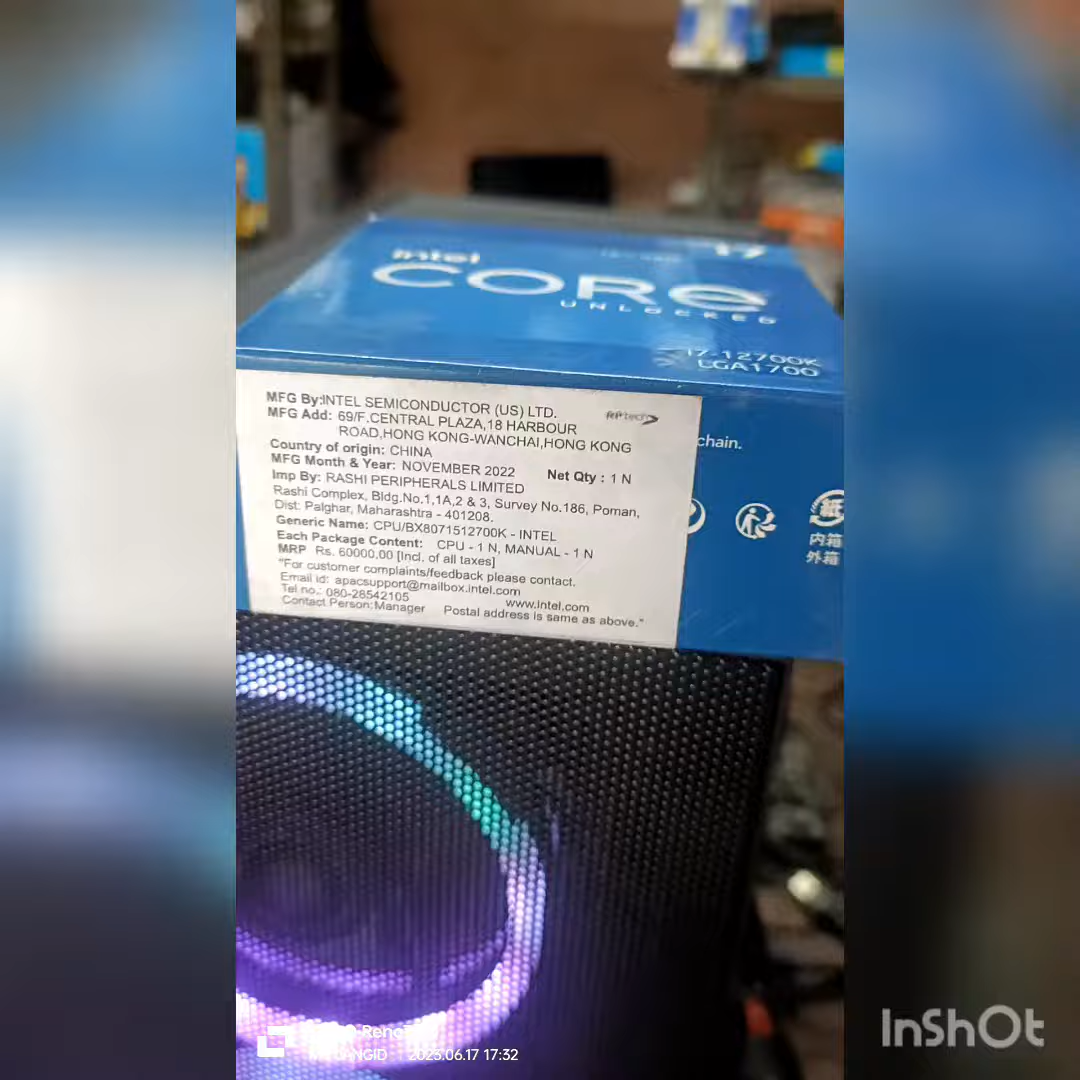 intel
i7
CORE
UNLOCKED
i7-12700K
LGA1700
MFG By:INTEL SEMICONDUCTOR (US) LTD.
RPtech
MFG Add: 69/F.CENTRAL PLAZA,18 HARBOUR
ROAD,HONG KONG-WANCHAI,HONG KONG
Country of origin: CHINA
MFG Month & Year: NOVEMBER 2022 Net Qty : 1 N
Imp By: RASHI PERIPHERALS LIMITED
Rashi Complex, Bldg.No.1,1A,2 & 3, Survey No.186, Poman,
Dist: Palghar, Maharashtra - 401208.
Generic Name: CPU/BX8071512700K - INTEL
Each Package Content: CPU - 1 N, MANUAL - 1 N
MRP Rs. 60000.00 [Incl. of all taxes]
"For customer complaints/feedback please contact.
Email id: apacsupport@mailbox.intel.com
Tel no.: 080-28542105 www.intel.com
Contact Person:Manager Postal address is same as above."
chain.
紙
内箱
外箱
Reno
2023.06.17 17:32
InShOt